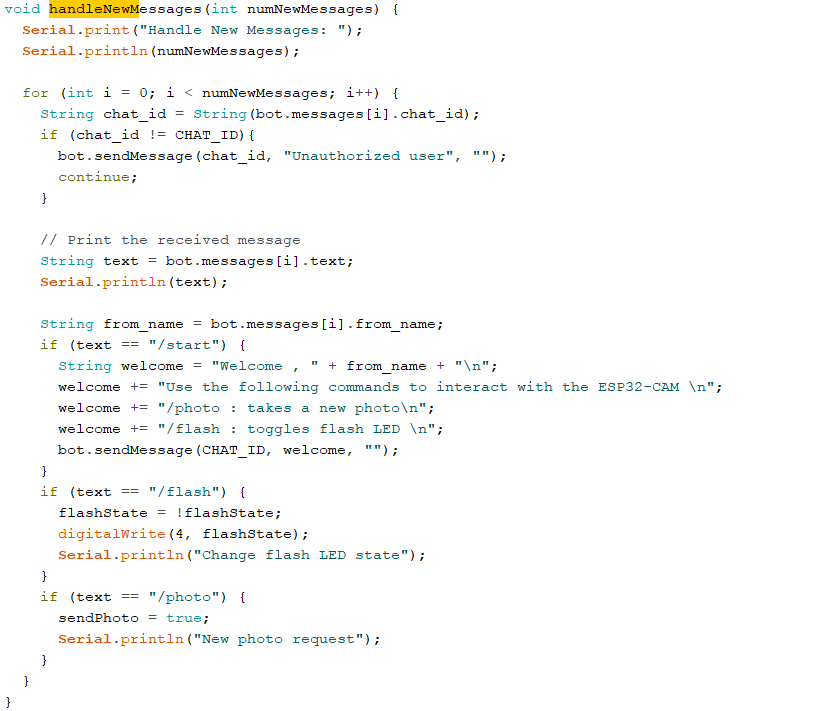 void handleNewMessages(int numNewMessages) {
  Serial.print("Handle New Messages: ");
  Serial.println(numNewMessages);

  for (int i = 0; i < numNewMessages; i++) {
    String chat_id = String(bot.messages[i].chat_id);
    if (chat_id != CHAT_ID){
      bot.sendMessage(chat_id, "Unauthorized user", "");
      continue;
    }

    // Print the received message
    String text = bot.messages[i].text;
    Serial.println(text);

    String from_name = bot.messages[i].from_name;
    if (text == "/start") {
      String welcome = "Welcome , " + from_name + "\n";
      welcome += "Use the following commands to interact with the ESP32-CAM \n";
      welcome += "/photo : takes a new photo\n";
      welcome += "/flash : toggles flash LED \n";
      bot.sendMessage(CHAT_ID, welcome, "");
    }
    if (text == "/flash") {
      flashState = !flashState;
      digitalWrite(4, flashState);
      Serial.println("Change flash LED state");
    }
    if (text == "/photo") {
      sendPhoto = true;
      Serial.println("New photo request");
    }
  }
}